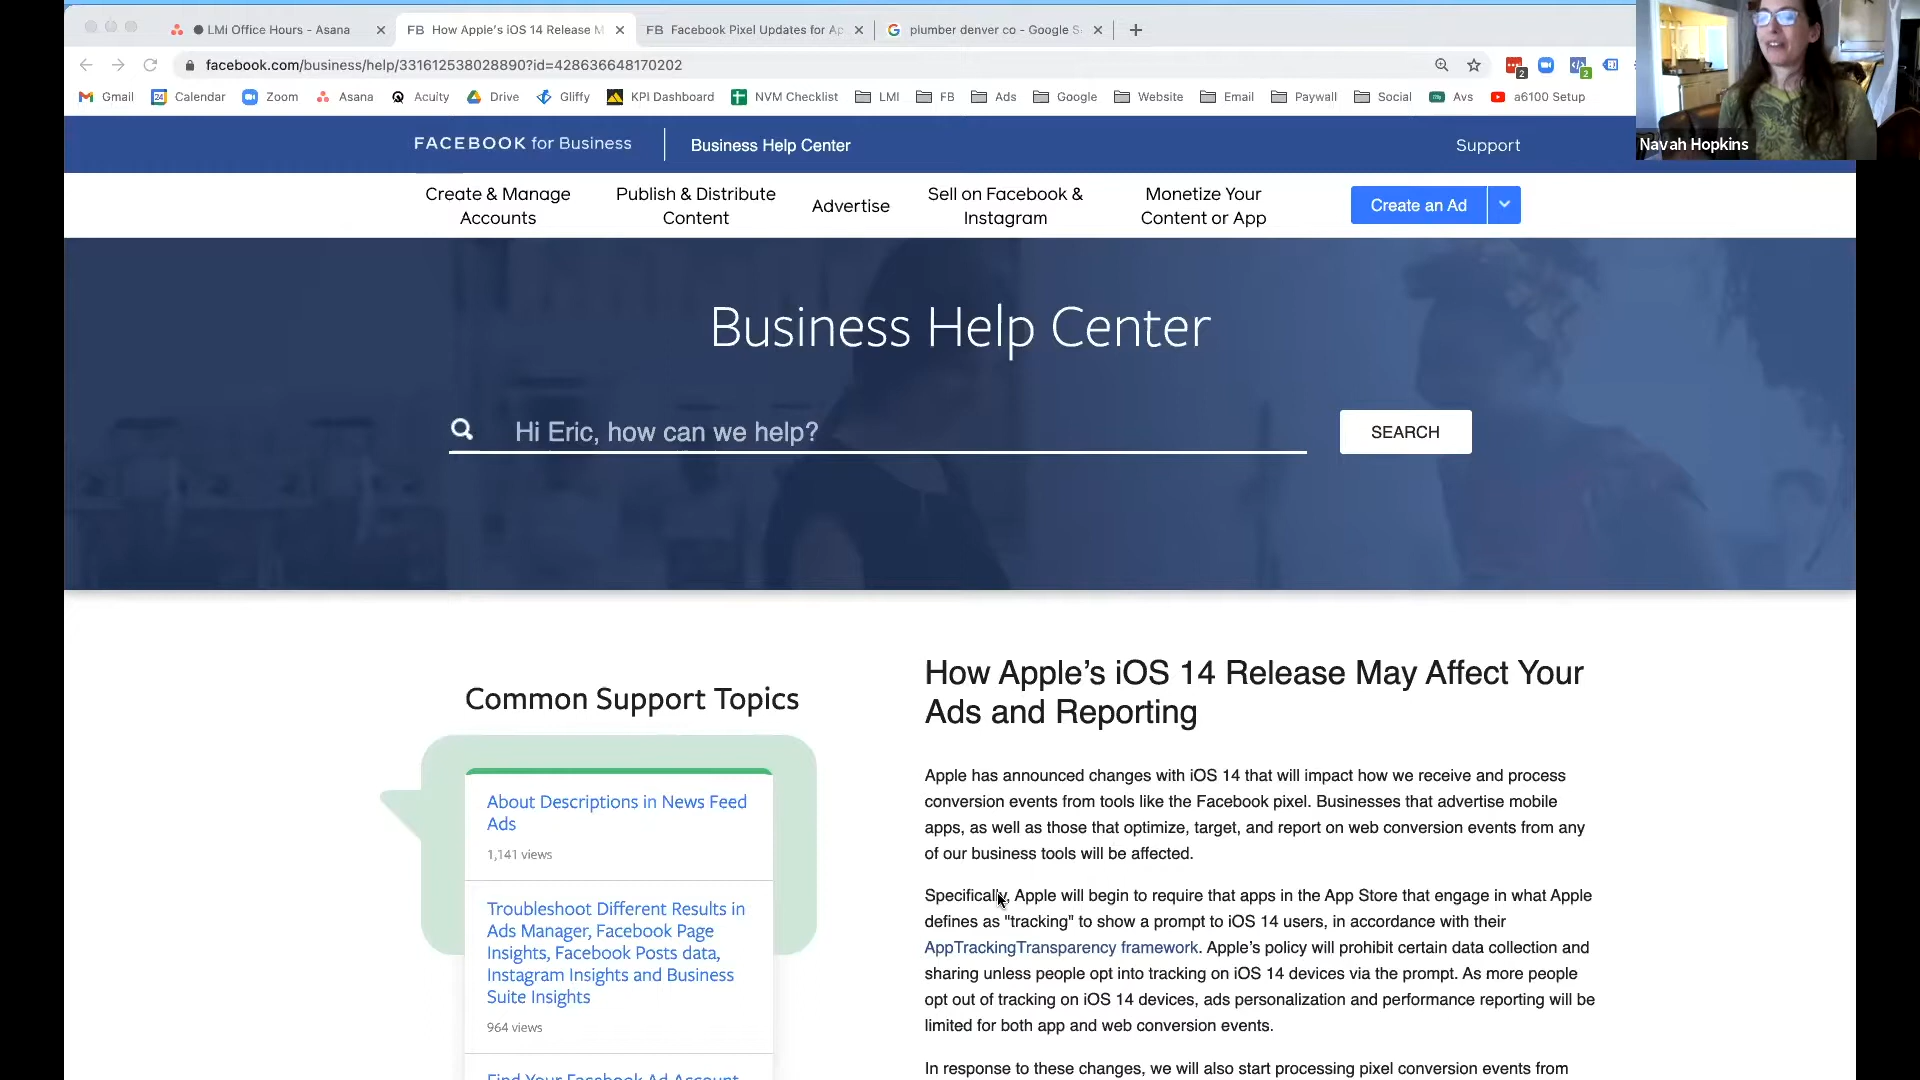 LMi Office Hours - Asana
FB How Apple's iOS 14 Release M
FB Facebook Pixel Updates for Ap
plumber denver co - Google S
facebook.com/business/help/331612538028890?id=428636648170202
2
2
Gmail
24 Calendar
Zoom
Asana
Acuity
Drive
Gliffy
KPI Dashboard
NVM Checklist
LMI
FB
Ads
Google
Website
Email
Paywall
Social
Avs
a6100 Setup
Navah Hopkins
FACEBOOK for Business
Business Help Center
Support
Create & Manage
Accounts
Publish & Distribute
Content
Advertise
Sell on Facebook &
Instagram
Monetize Your
Content or App
Create an Ad
Business Help Center
Hi Eric, how can we help?
SEARCH
Common Support Topics
About Descriptions in News Feed
Ads
1,141 views
Troubleshoot Different Results in
Ads Manager, Facebook Page
Insights, Facebook Posts data,
Instagram Insights and Business
Suite Insights
964 views
Find Your Facebook Ad Account
How Apple's iOS 14 Release May Affect Your
Ads and Reporting
Apple has announced changes with iOS 14 that will impact how we receive and process
conversion events from tools like the Facebook pixel. Businesses that advertise mobile
apps, as well as those that optimize, target, and report on web conversion events from any
of our business tools will be affected.
Specifically, Apple will begin to require that apps in the App Store that engage in what Apple
defines as "tracking" to show a prompt to iOS 14 users, in accordance with their
AppTrackingTransparency framework. Apple's policy will prohibit certain data collection and
sharing unless people opt into tracking on iOS 14 devices via the prompt. As more people
opt out of tracking on iOS 14 devices, ads personalization and performance reporting will be
limited for both app and web conversion events.
In response to these changes, we will also start processing pixel conversion events from